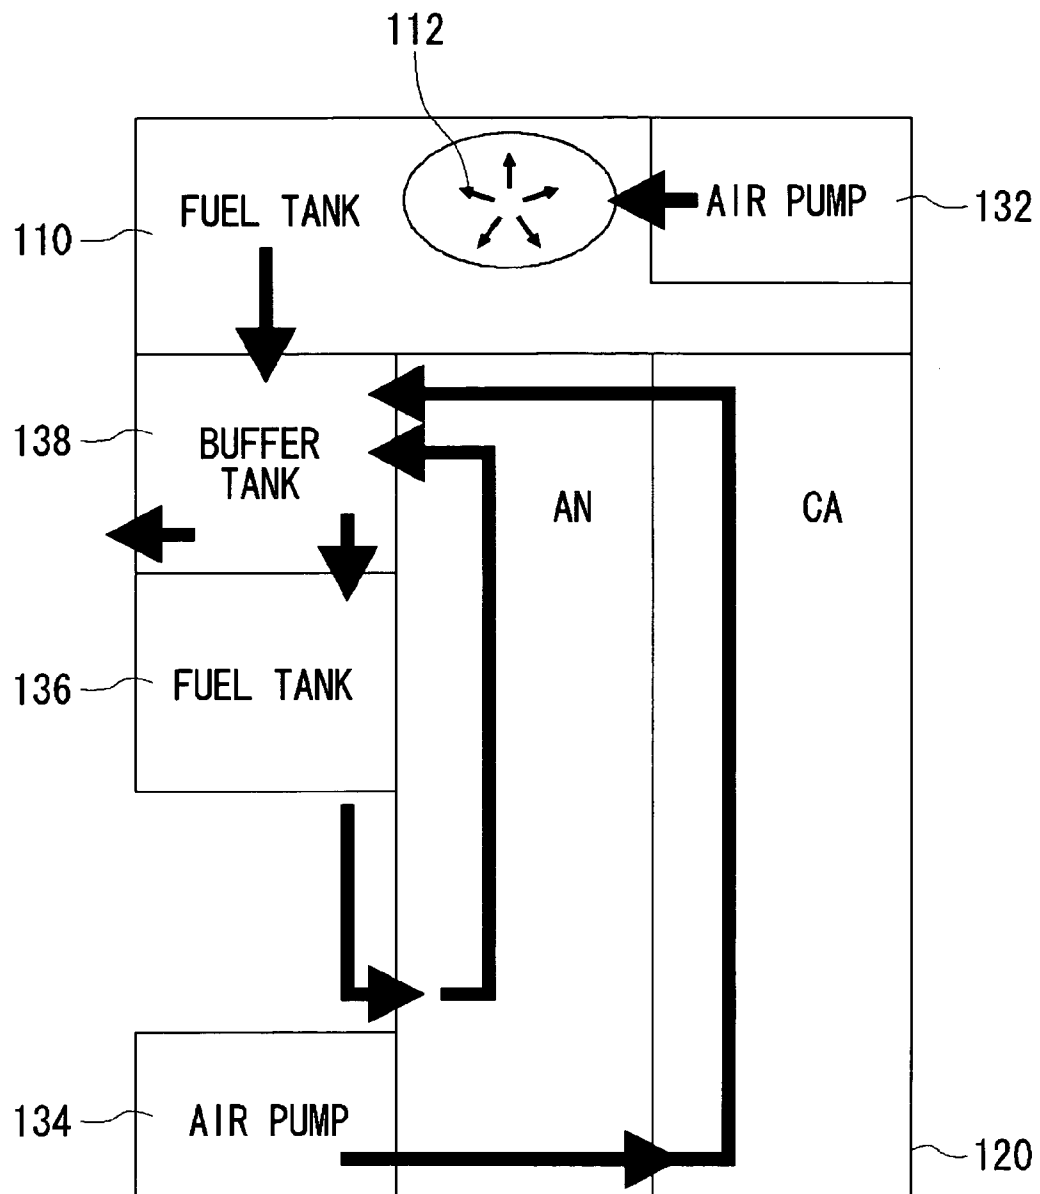 112
FUEL TANK
AIR PUMP
132
110
138
BUFFER
TANK
AN
CA
136
FUEL TANK
134
AIR PUMP
120